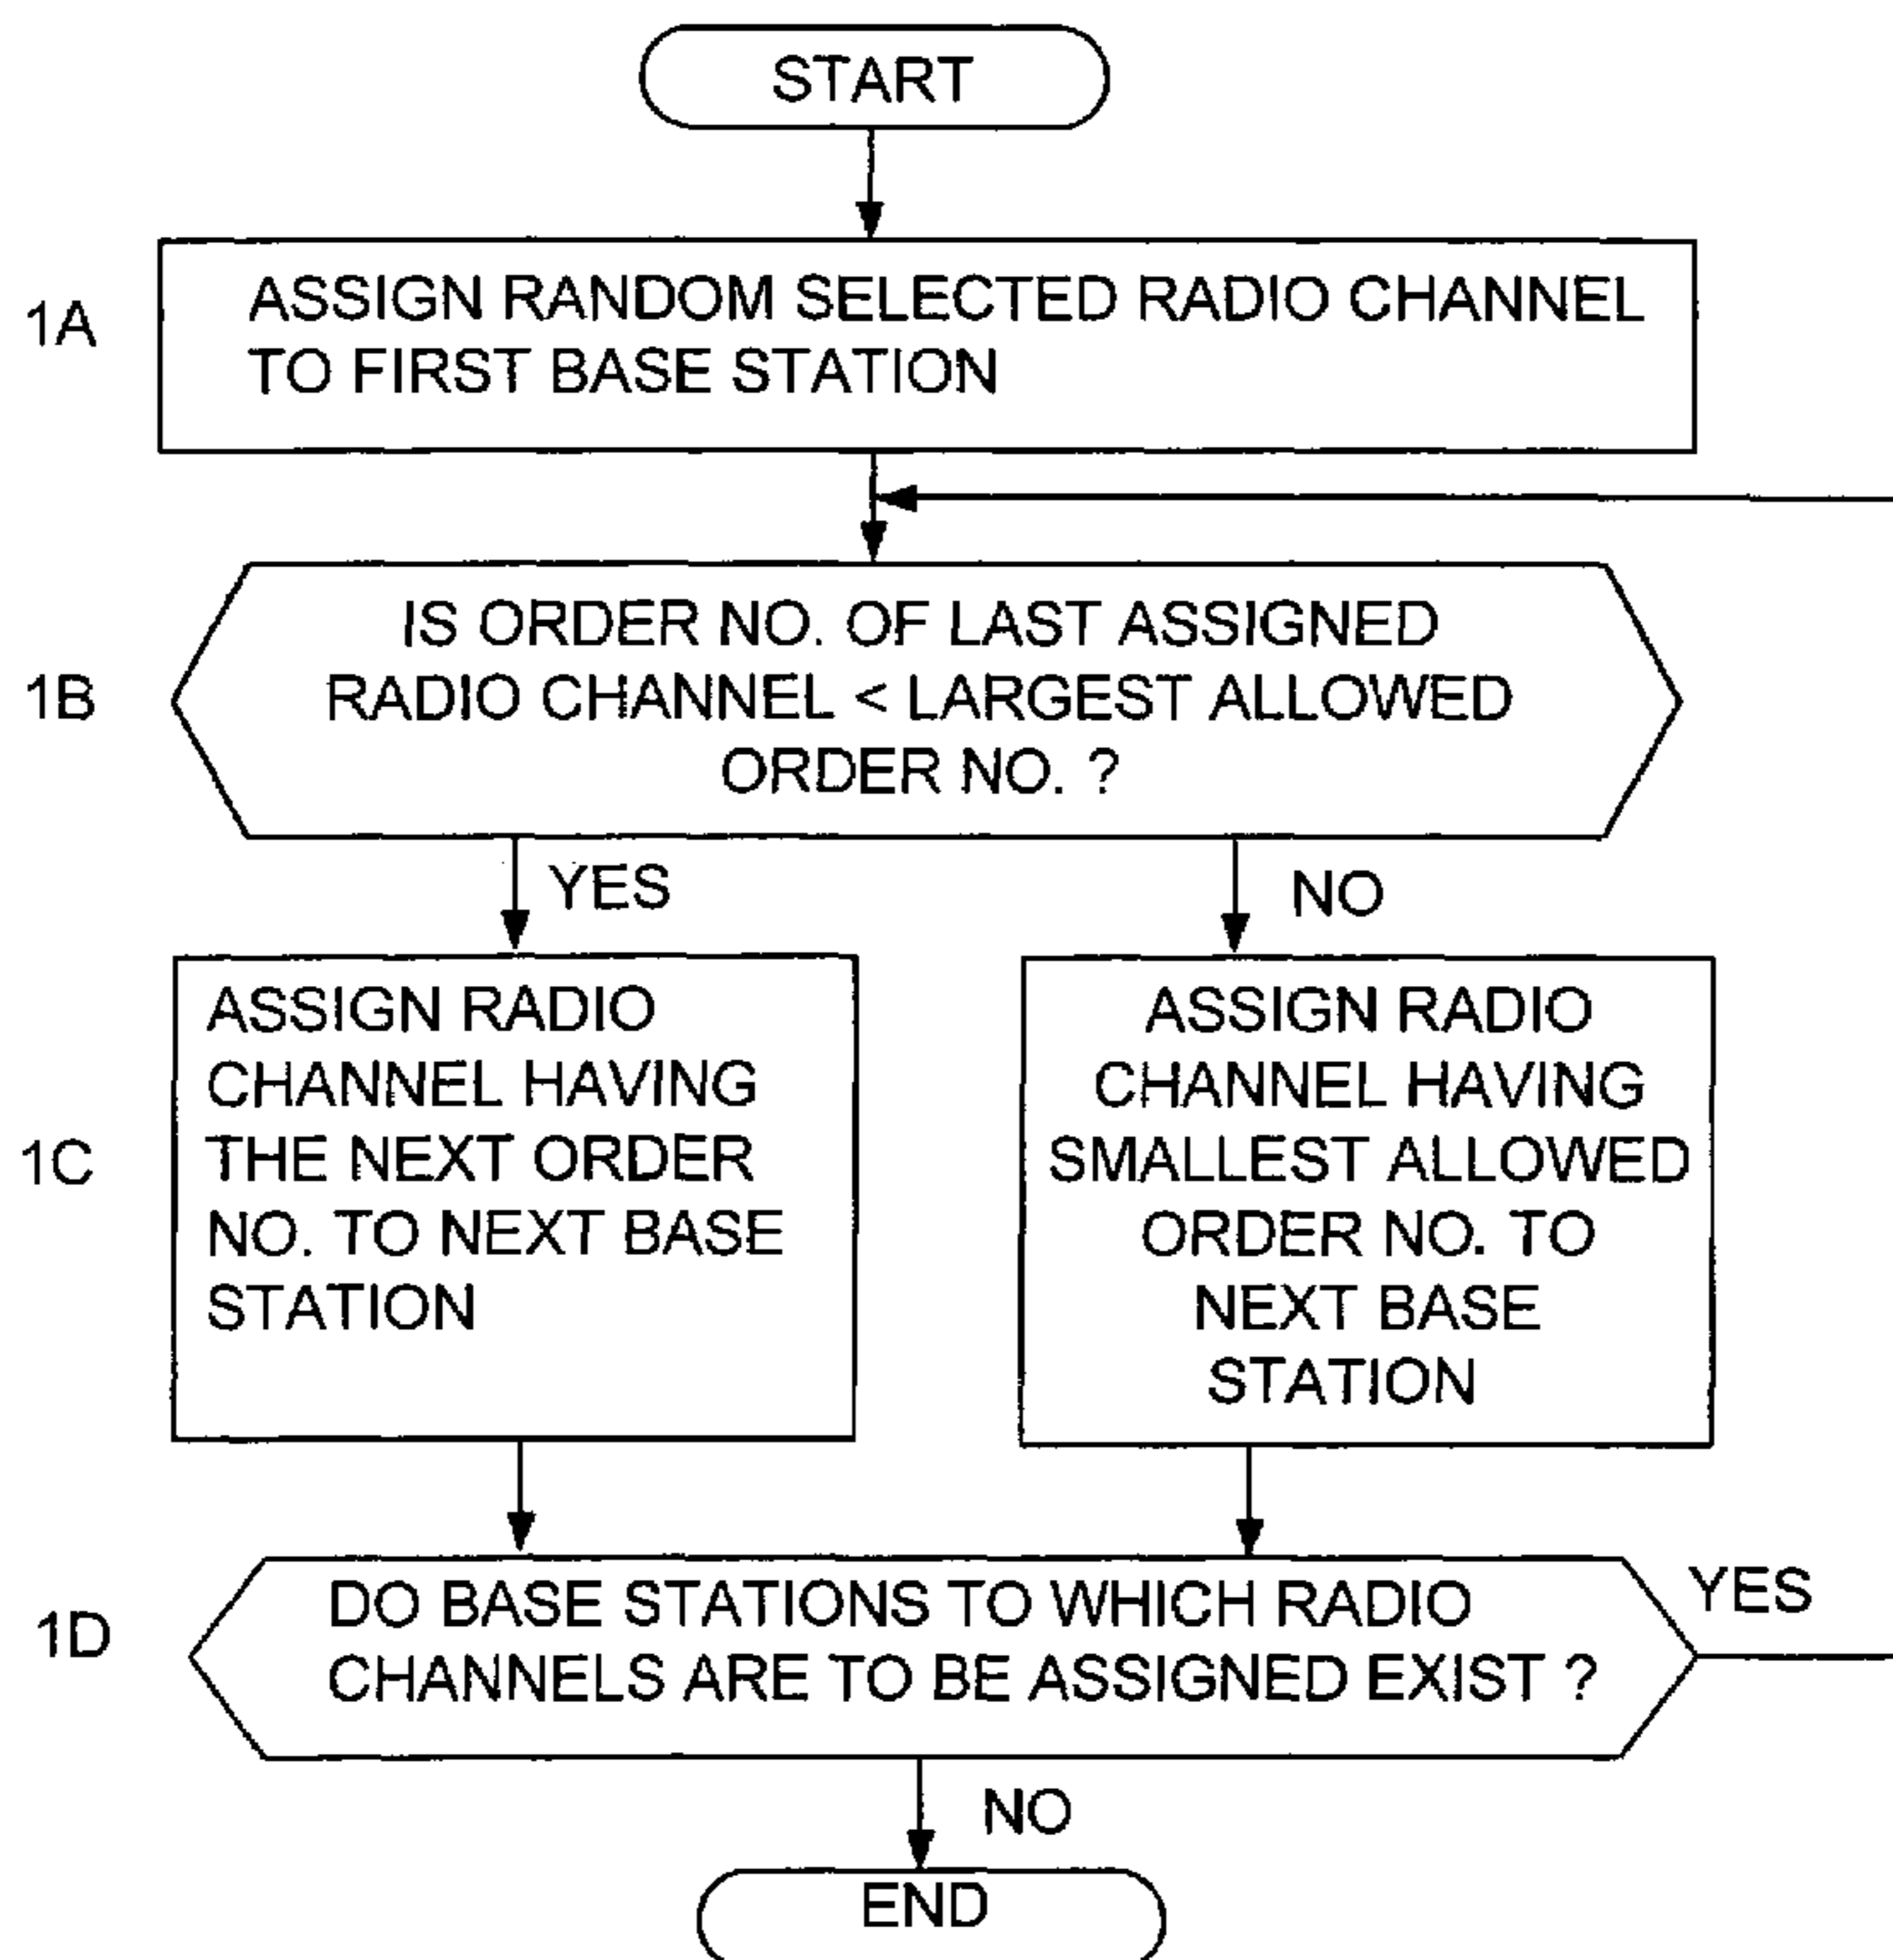 START
1A
ASSIGN RANDOM SELECTED RADIO CHANNEL
TO FIRST BASE STATION
1B
IS ORDER NO. OF LAST ASSIGNED
RADIO CHANNEL < LARGEST ALLOWED
ORDER NO. ?
YES
NO
1C
ASSIGN RADIO
CHANNEL HAVING
THE NEXT ORDER
NO. TO NEXT BASE
STATION
ASSIGN RADIO
CHANNEL HAVING
SMALLEST ALLOWED
ORDER NO. TO
NEXT BASE
STATION
1D
DO BASE STATIONS TO WHICH RADIO
CHANNELS ARE TO BE ASSIGNED EXIST ?
YES
NO
END